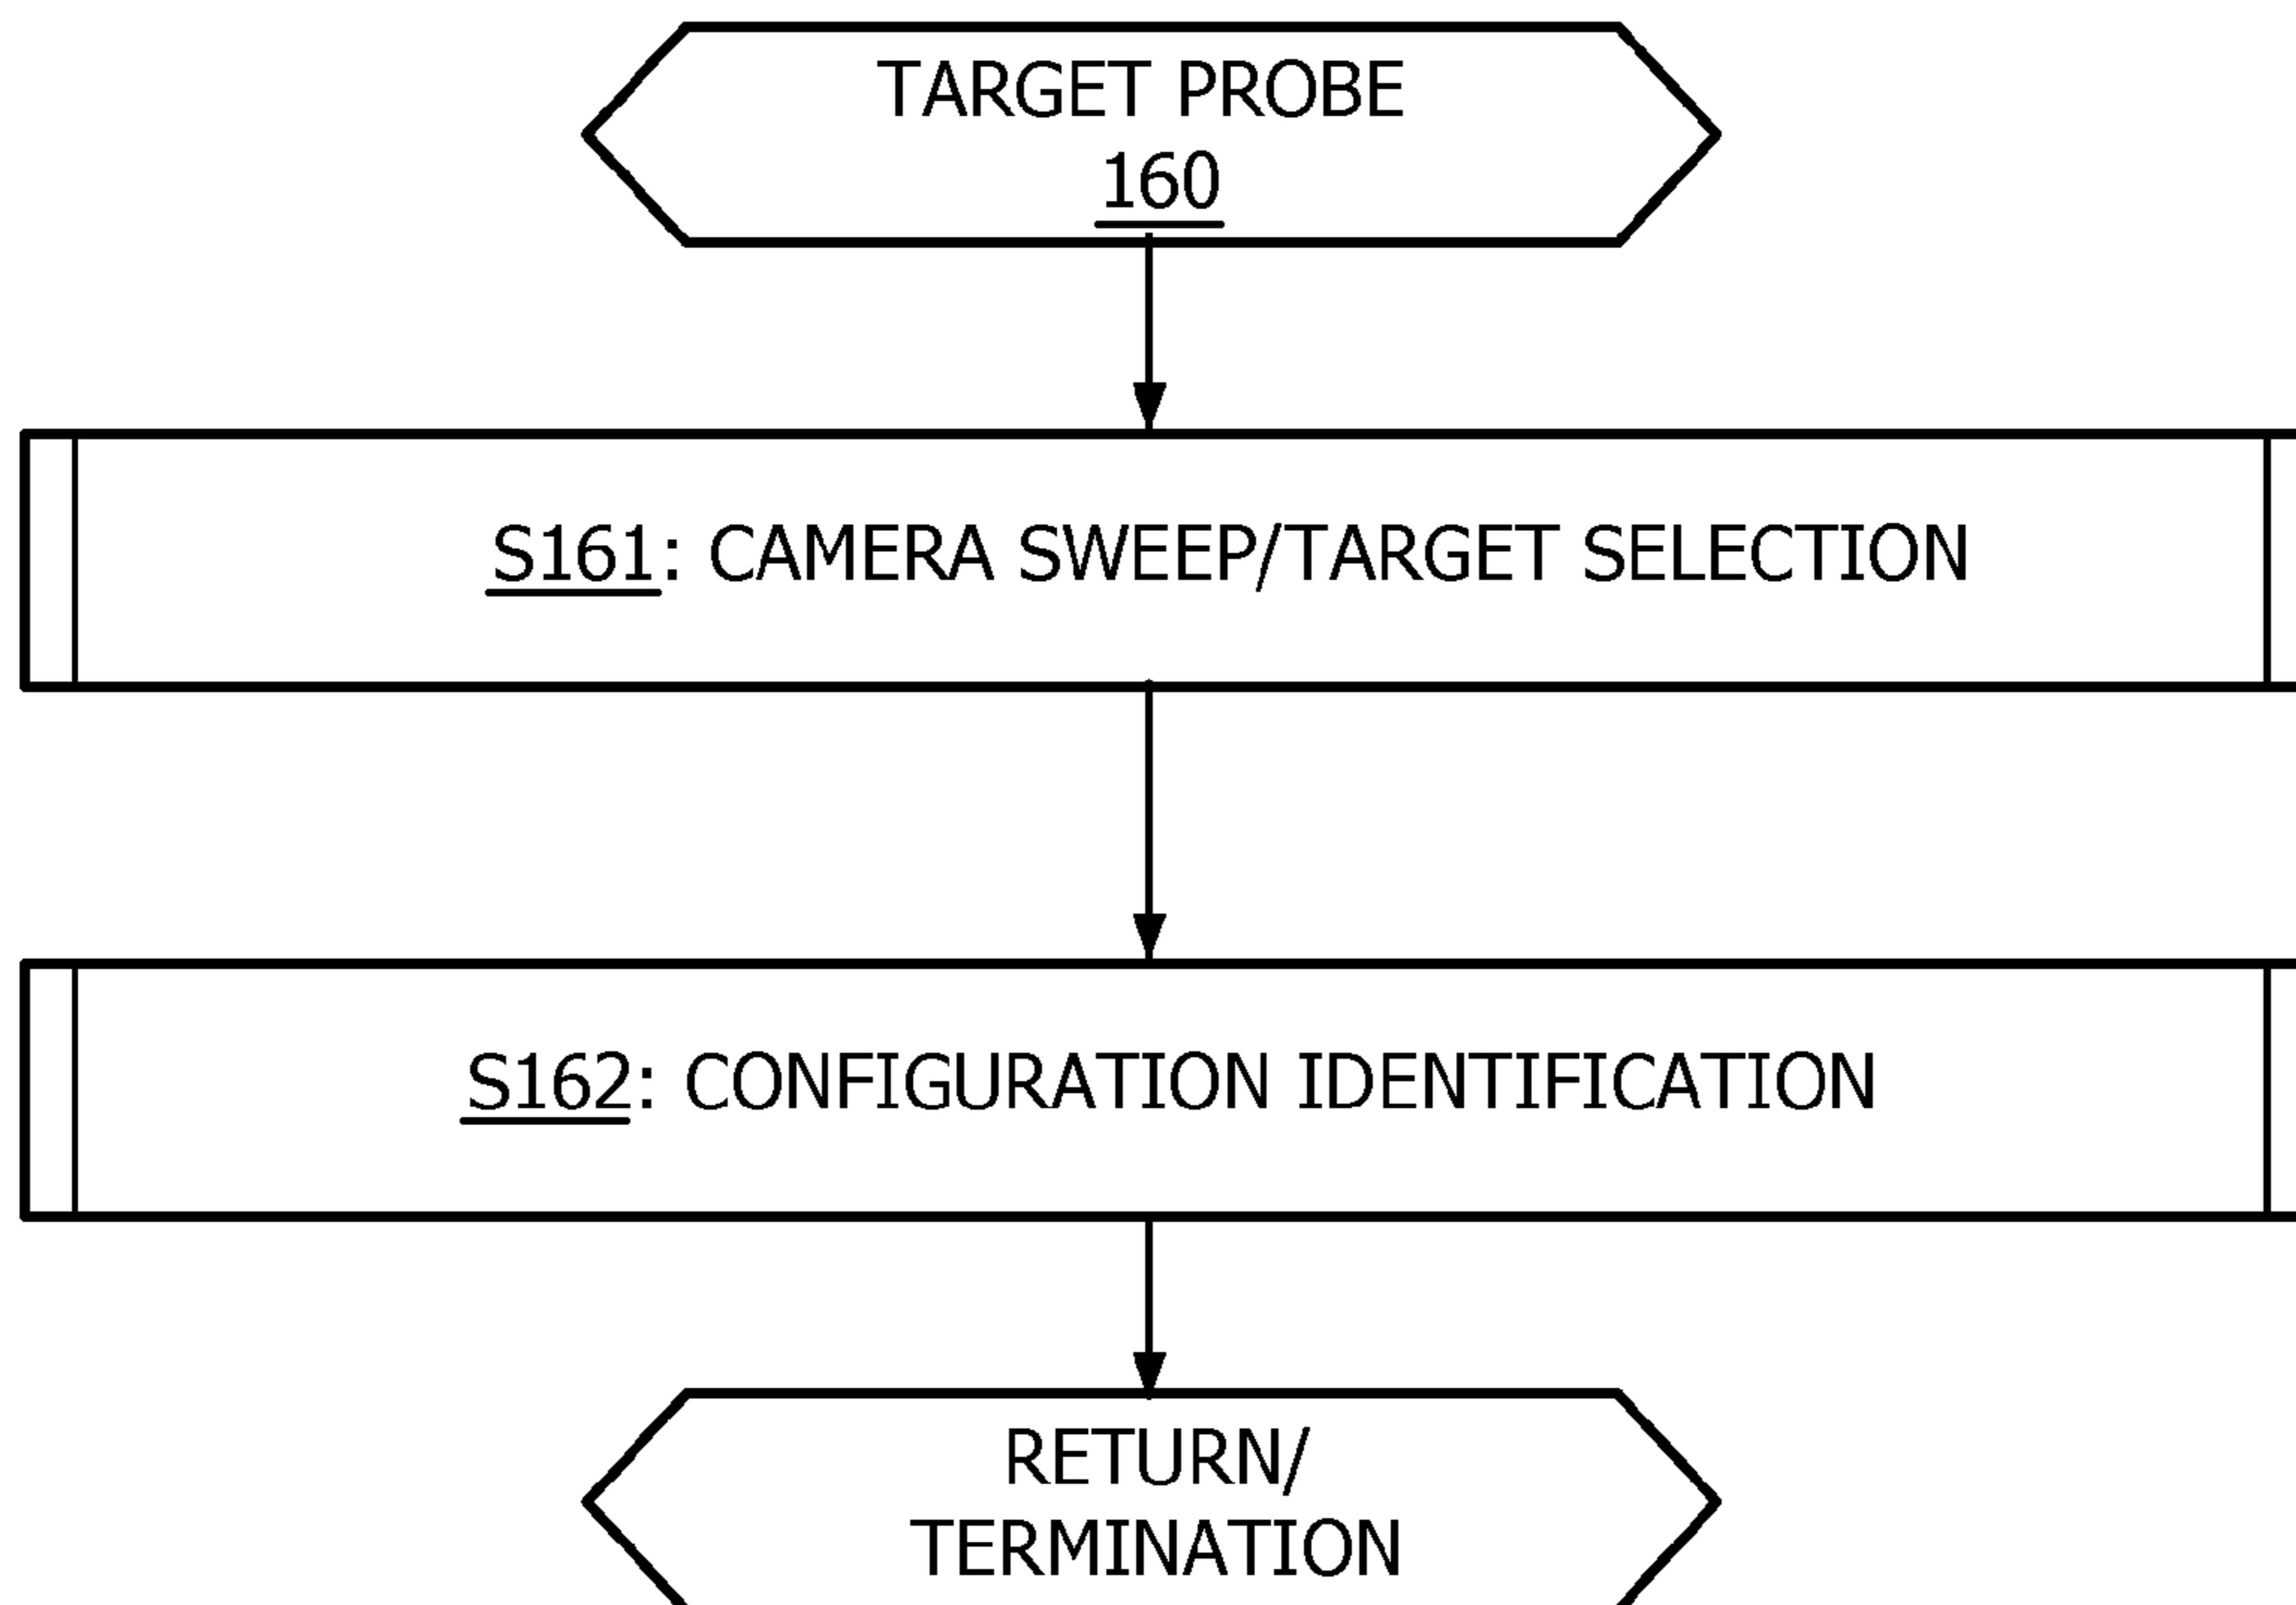 TARGET PROBE
160
S161: CAMERA SWEEP/TARGET SELECTION
S162: CONFIGURATION IDENTIFICATION
RETURN/
TERMINATION